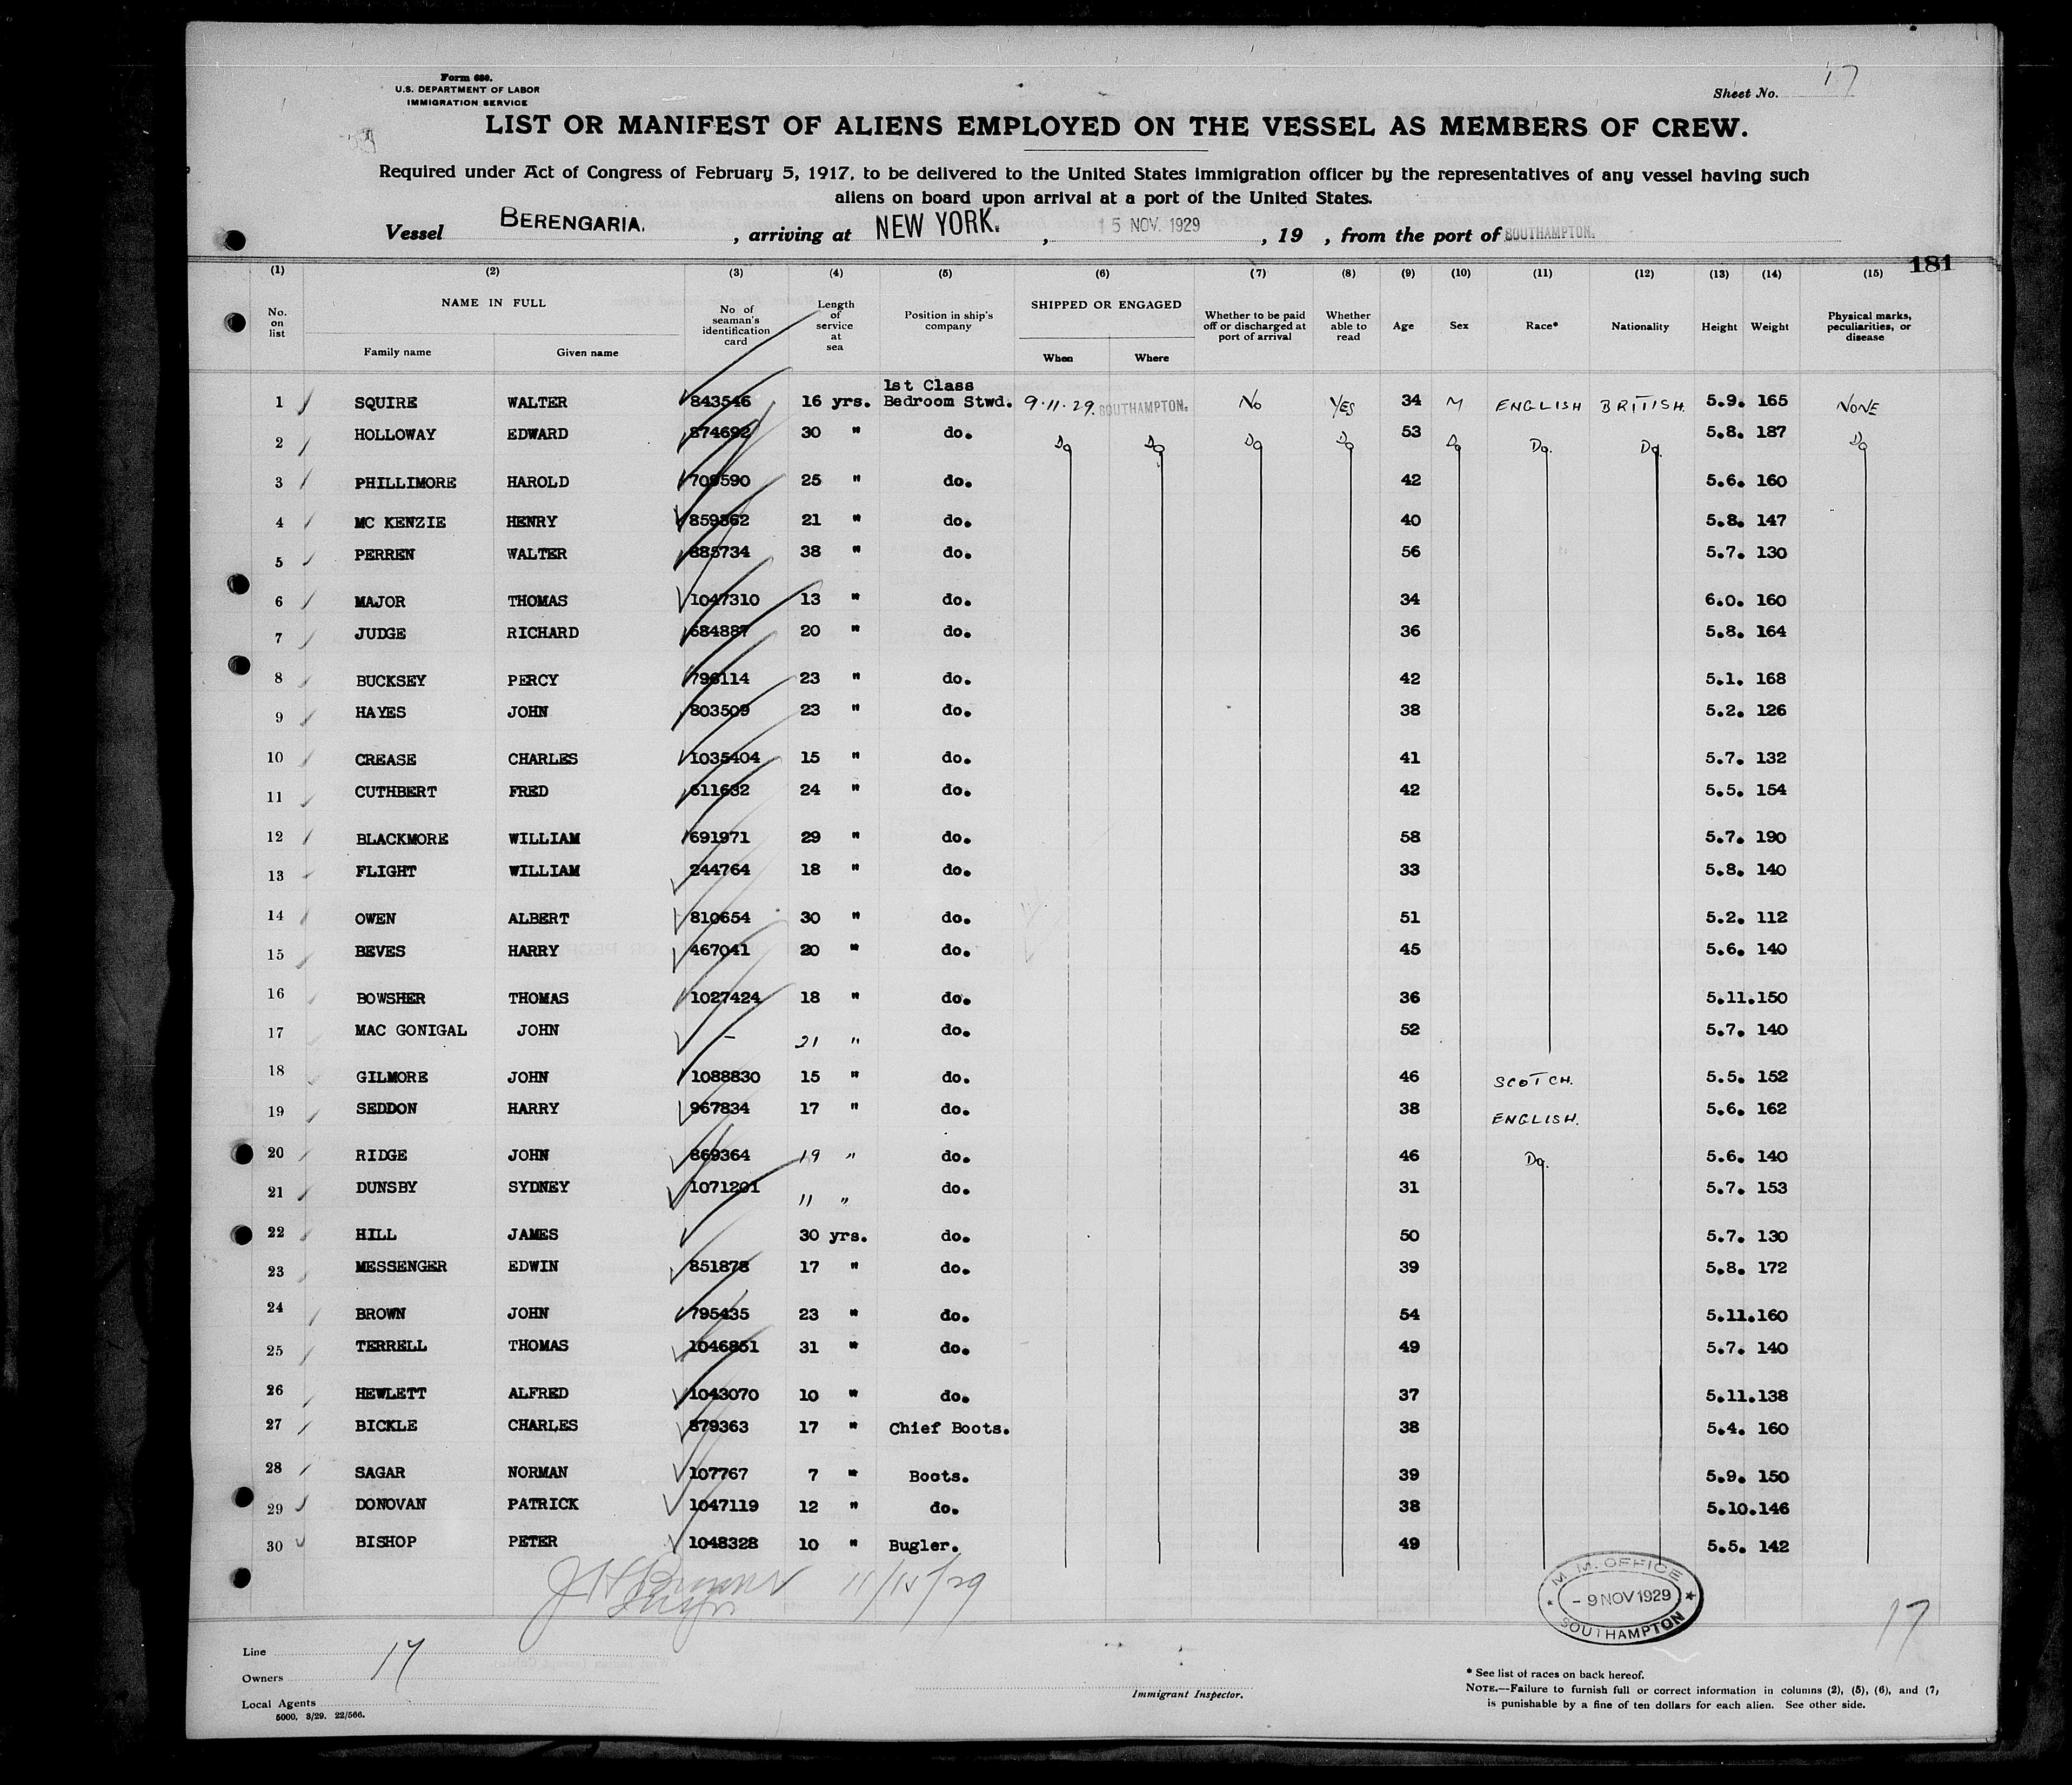 Form 680.
U.S. DEPARTMENT OF LABOR
IMMIGRATION SERVICE
Sheet No. 17
LIST OR MANIFEST OF ALIENS EMPLOYED ON THE VESSEL AS MEMBERS OF CREW.
Required under Act of Congress of February 5, 1917, to be delivered to the United States immigration officer by the representatives of any vessel having such
aliens on board upon arrival at a port of the United States.
Vessel BERENGARIA. , arriving at NEW YORK. , 15 NOV. 1929 , 19 , from the port of SOUTHAMPTON.
181
(1) (2) (3) (4) (5) (6) (7) (8) (9) (10) (11) (12) (13) (14) (15)
No. on list NAME IN FULL Family name Given name No of seaman's identification card Length of service at sea Position in ship's company SHIPPED OR ENGAGED When Where Whether to be paid off or discharged at port of arrival Whether able to read Age Sex Race* Nationality Height Weight Physical marks, peculiarities, or disease
1 SQUIRE WALTER 843546 16 yrs. 1st Class Bedroom Stwd. 9.11.29. SOUTHAMPTON. No YES 34 M ENGLISH BRITISH. 5.9. 165 NONE
2 HOLLOWAY EDWARD 874692 30 " do. Do Do Do Do 53 Do Do. Do. 5.8. 187 Do
3 PHILLIMORE HAROLD 25 " do. 42 5.6. 160
4 MC KENZIE HENRY 859362 21 " do. 40 5.8. 147
5 PERREN WALTER 885734 38 " do. 56 5.7. 130
6 MAJOR THOMAS 1047310 13 " do. 34 6.0. 160
7 JUDGE RICHARD 684887 20 " do. 36 5.8. 164
8 BUCKSEY PERCY 796114 23 " do. 42 5.1. 168
9 HAYES JOHN 803509 23 " do. 38 5.2. 126
10 CREASE CHARLES 1035404 15 " do. 41 5.7. 132
11 CUTHBERT FRED 611632 24 " do. 42 5.5. 154
12 BLACKMORE WILLIAM 691971 29 " do. 58 5.7. 190
13 FLIGHT WILLIAM 244764 18 " do. 33 5.8. 140
14 OWEN ALBERT 810654 30 " do. 51 5.2. 112
15 BEVES HARRY 467041 20 " do. 45 5.6. 140
16 BOWSHER THOMAS 1027424 18 " do. 36 5.11. 150
17 MAC GONIGAL JOHN - 21 " do. 52 5.7. 140
18 GILMORE JOHN 1088830 15 " do. 46 SCOTCH. 5.5. 152
19 SEDDON HARRY 967834 17 " do. 38 ENGLISH. 5.6. 162
20 RIDGE JOHN 869364 19 " do. 46 Do. 5.6. 140
21 DUNSBY SYDNEY 1071201 11 " do. 31 5.7. 153
22 HILL JAMES 30 yrs. do. 50 5.7. 130
23 MESSENGER EDWIN 851878 17 " do. 39 5.8. 172
24 BROWN JOHN 795435 23 " do. 54 5.11. 160
25 TERRELL THOMAS 1046851 31 " do. 49 5.7. 140
26 HEWLETT ALFRED 1043070 10 " do. 37 5.11. 138
27 BICKLE CHARLES 879363 17 " Chief Boots. 38 5.4. 160
28 SAGAR NORMAN 107767 7 " Boots. 39 5.9. 150
29 DONOVAN PATRICK 1047119 12 " do. 38 5.10. 146
30 BISHOP PETER 1048328 10 " Bugler. 49 5.5. 142
11/15/29
M. M. OFFICE
- 9 NOV 1929
SOUTHAMPTON
17
Line
17
Owners
Local Agents
5000. 3/29. 22/566.
Immigrant Inspector.
* See list of races on back hereof.
NOTE.—Failure to furnish full or correct information in columns (2), (5), (6), and (7,
is punishable by a fine of ten dollars for each alien. See other side.